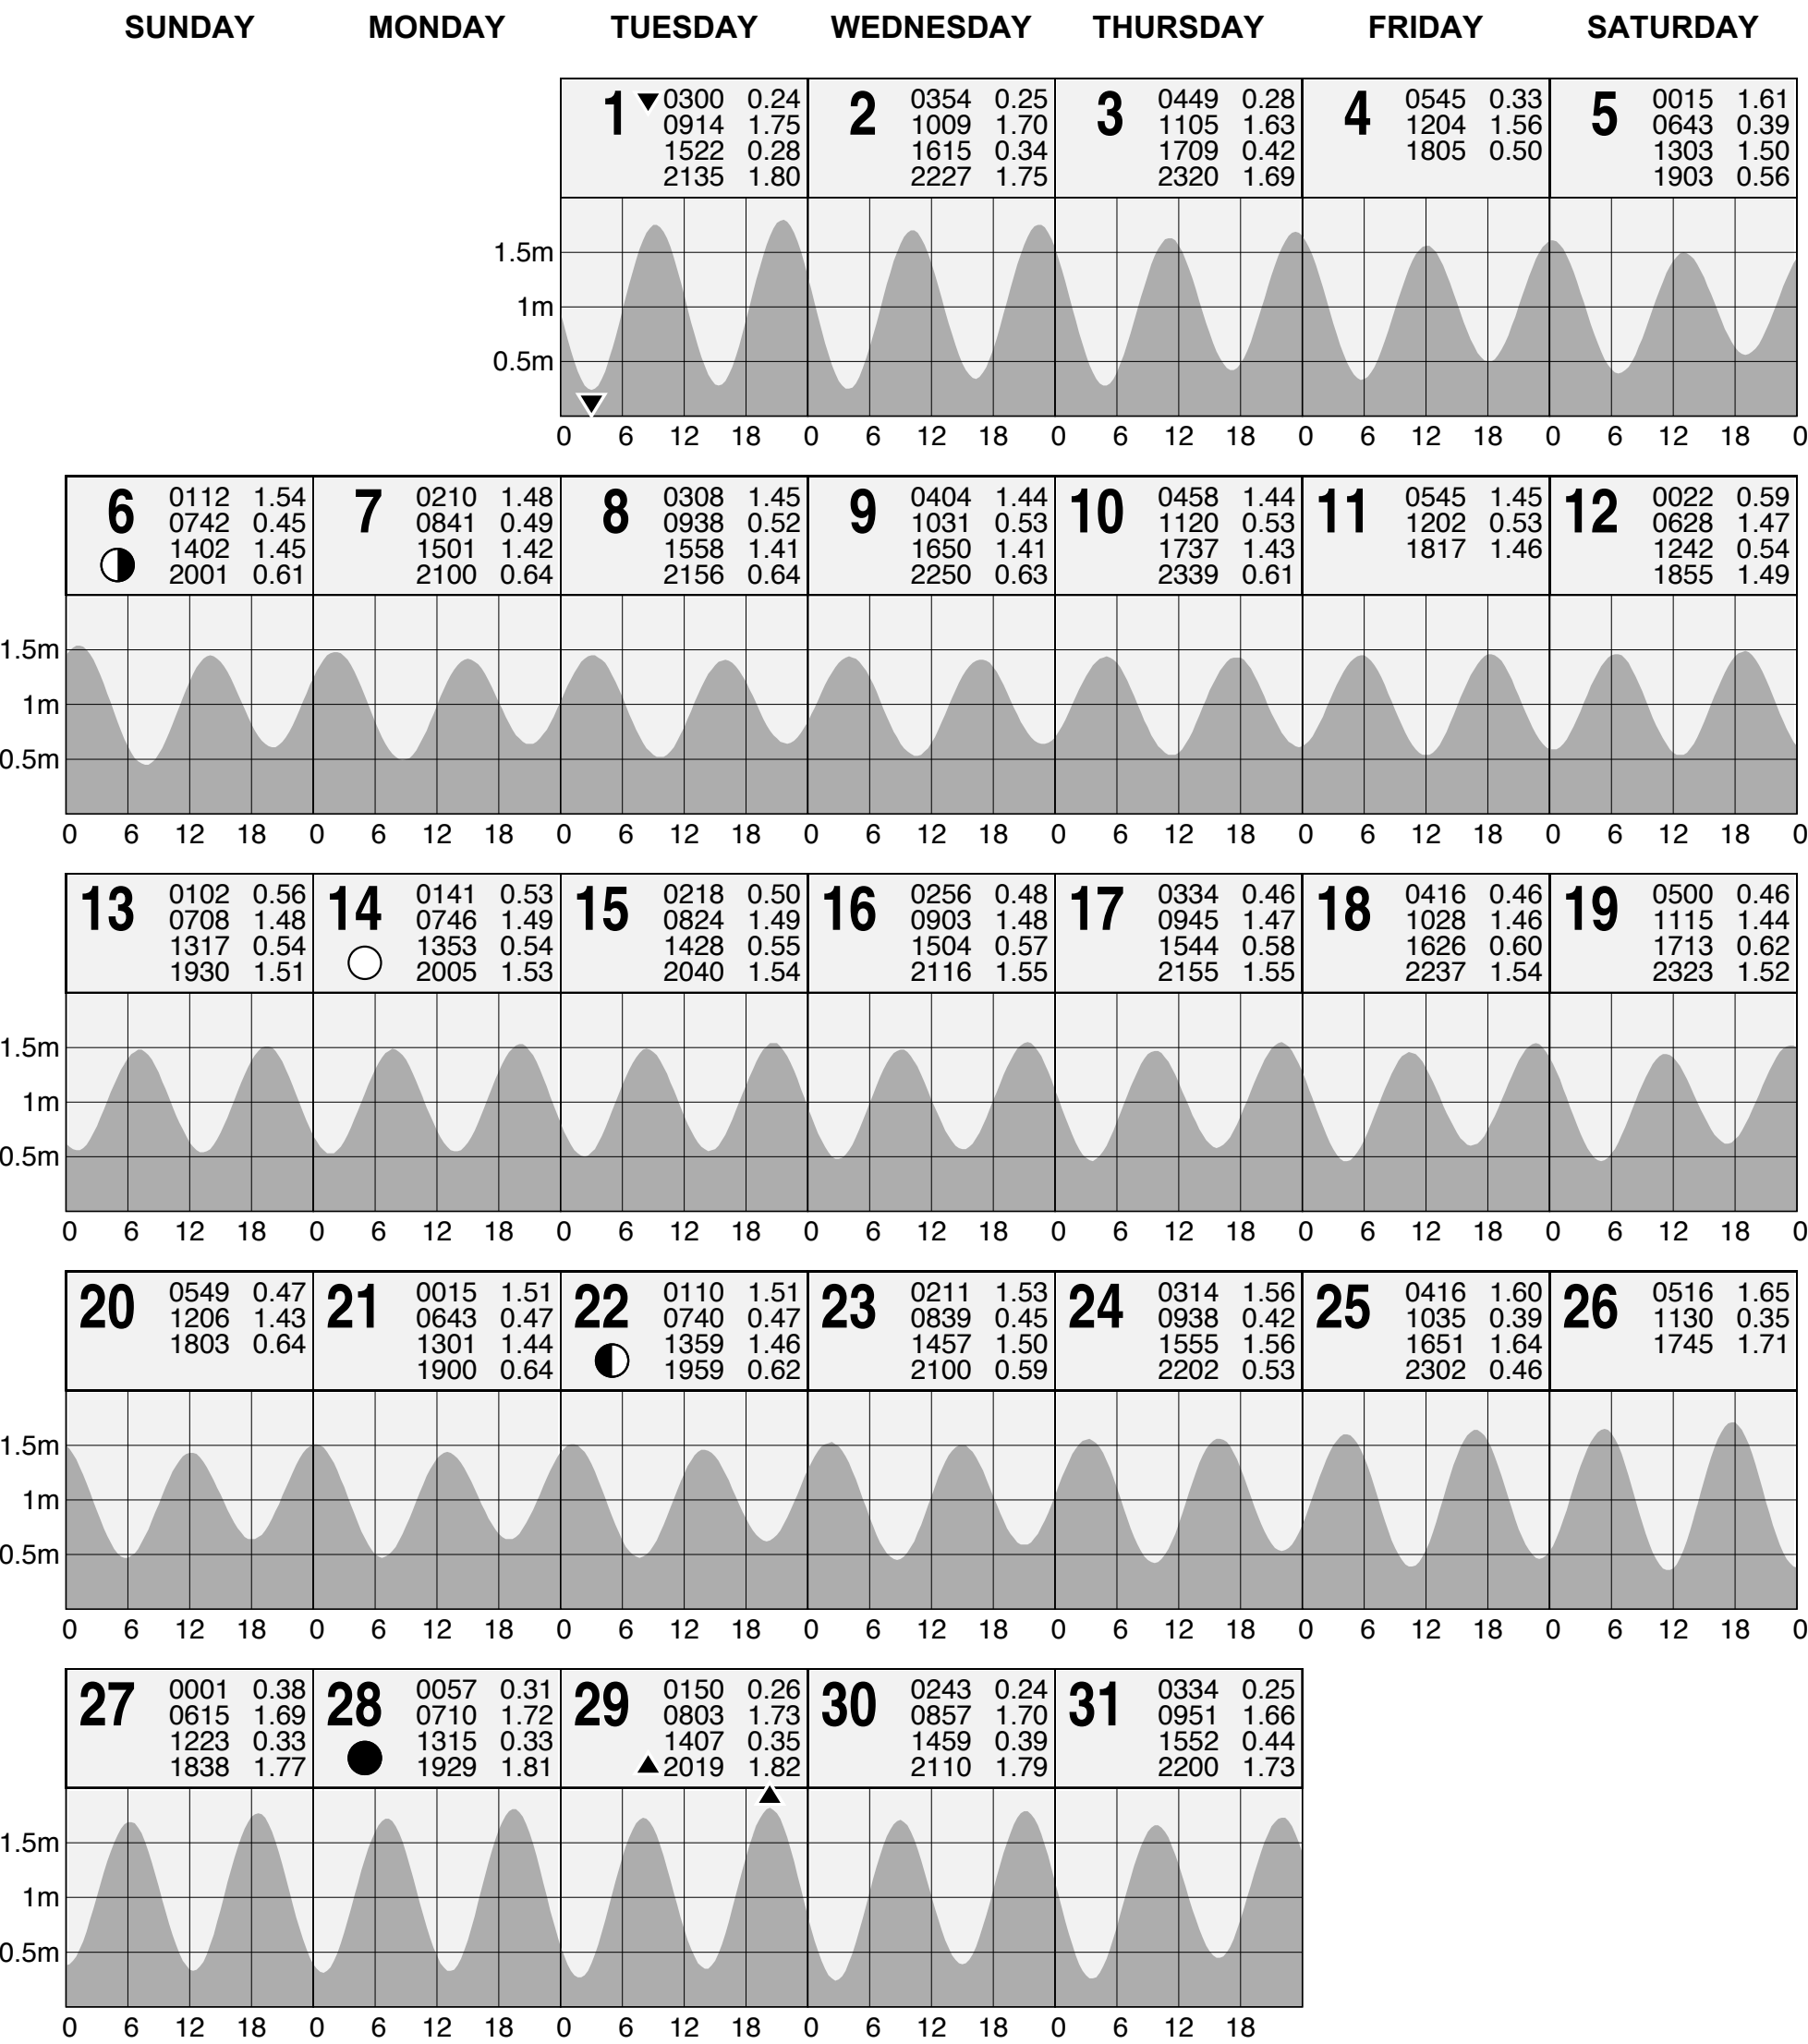 SUNDAY MONDAY TUESDAY WEDNESDAY THURSDAY FRIDAY SATURDAY
1 0300 0.24
0914 1.75
1522 0.28
2135 1.80
2 0354 0.25
1009 1.70
1615 0.34
2227 1.75
3 0449 0.28
1105 1.63
1709 0.42
2320 1.69
4 0545 0.33
1204 1.56
1805 0.50
5 0015 1.61
0643 0.39
1303 1.50
1903 0.56
1.5m
1m
0.5m
0 6 12 18 0 6 12 18 0 6 12 18 0 6 12 18 0 6 12 18 0
6 0112 1.54
0742 0.45
1402 1.45
2001 0.61
7 0210 1.48
0841 0.49
1501 1.42
2100 0.64
8 0308 1.45
0938 0.52
1558 1.41
2156 0.64
9 0404 1.44
1031 0.53
1650 1.41
2250 0.63
10 0458 1.44
1120 0.53
1737 1.43
2339 0.61
11 0545 1.45
1202 0.53
1817 1.46
12 0022 0.59
0628 1.47
1242 0.54
1855 1.49
1.5m
1m
0.5m
0 6 12 18 0 6 12 18 0 6 12 18 0 6 12 18 0 6 12 18 0 6 12 18 0 6 12 18 0
13 0102 0.56
0708 1.48
1317 0.54
1930 1.51
14 0141 0.53
0746 1.49
1353 0.54
2005 1.53
15 0218 0.50
0824 1.49
1428 0.55
2040 1.54
16 0256 0.48
0903 1.48
1504 0.57
2116 1.55
17 0334 0.46
0945 1.47
1544 0.58
2155 1.55
18 0416 0.46
1028 1.46
1626 0.60
2237 1.54
19 0500 0.46
1115 1.44
1713 0.62
2323 1.52
1.5m
1m
0.5m
0 6 12 18 0 6 12 18 0 6 12 18 0 6 12 18 0 6 12 18 0 6 12 18 0 6 12 18 0
20 0549 0.47
1206 1.43
1803 0.64
21 0015 1.51
0643 0.47
1301 1.44
1900 0.64
22 0110 1.51
0740 0.47
1359 1.46
1959 0.62
23 0211 1.53
0839 0.45
1457 1.50
2100 0.59
24 0314 1.56
0938 0.42
1555 1.56
2202 0.53
25 0416 1.60
1035 0.39
1651 1.64
2302 0.46
26 0516 1.65
1130 0.35
1745 1.71
1.5m
1m
0.5m
0 6 12 18 0 6 12 18 0 6 12 18 0 6 12 18 0 6 12 18 0 6 12 18 0 6 12 18 0
27 0001 0.38
0615 1.69
1223 0.33
1838 1.77
28 0057 0.31
0710 1.72
1315 0.33
1929 1.81
29 0150 0.26
0803 1.73
1407 0.35
2019 1.82
30 0243 0.24
0857 1.70
1459 0.39
2110 1.79
31 0334 0.25
0951 1.66
1552 0.44
2200 1.73
1.5m
1m
0.5m
0 6 12 18 0 6 12 18 0 6 12 18 0 6 12 18 0 6 12 18